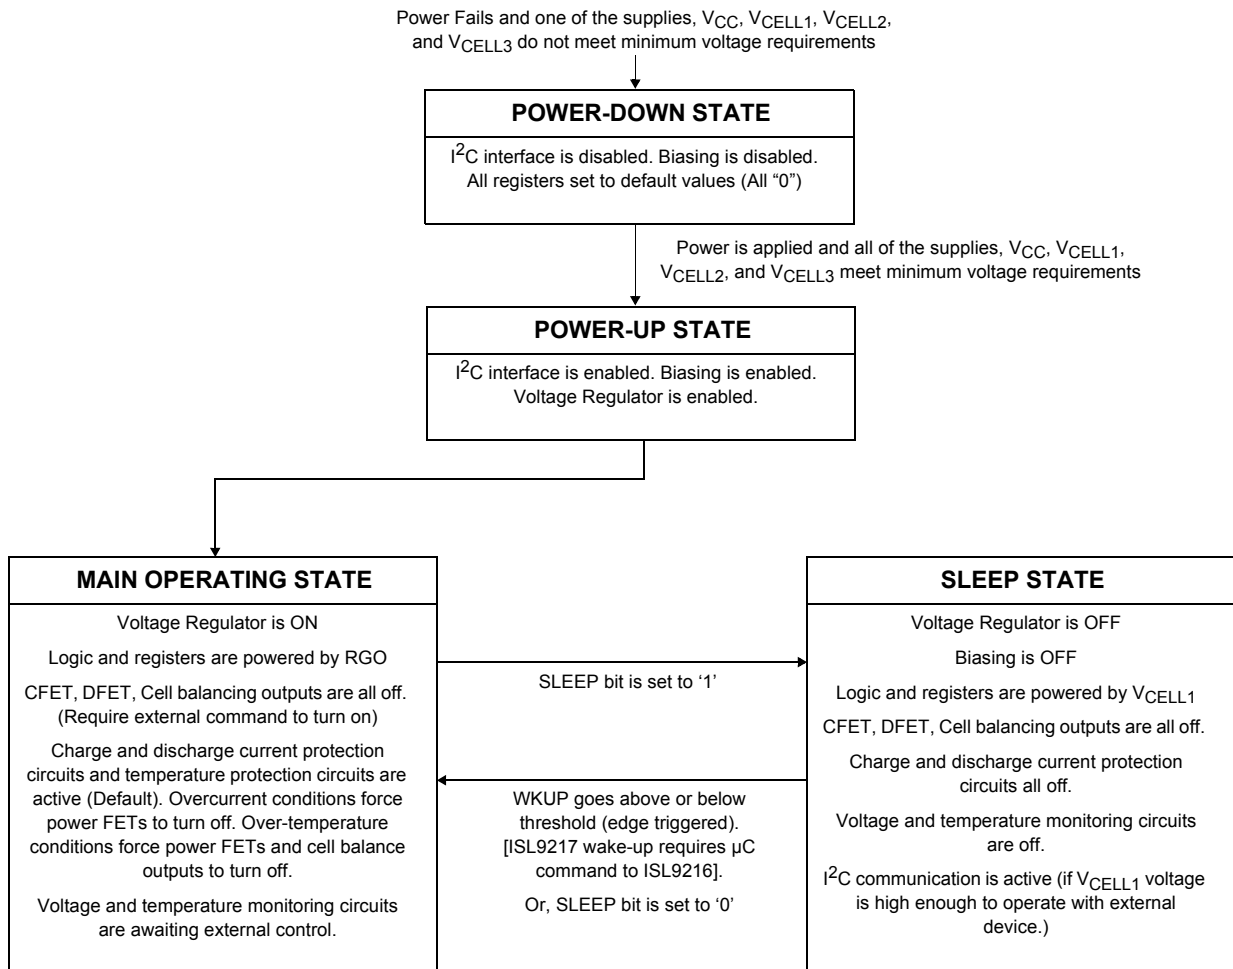 Power Fails and one of the supplies, VCC, VCELL1, VCELL2,
and VCELL3 do not meet minimum voltage requirements
POWER-DOWN STATE
I2C interface is disabled. Biasing is disabled.
All registers set to default values (All “0”)
Power is applied and all of the supplies, VCC, VCELL1,
VCELL2, and VCELL3 meet minimum voltage requirements
POWER-UP STATE
I2C interface is enabled. Biasing is enabled.
Voltage Regulator is enabled.
MAIN OPERATING STATE
Voltage Regulator is ON
Logic and registers are powered by RGO
CFET, DFET, Cell balancing outputs are all off.
(Require external command to turn on)
Charge and discharge current protection
circuits and temperature protection circuits are
active (Default). Overcurrent conditions force
power FETs to turn off. Over-temperature
conditions force power FETs and cell balance
outputs to turn off.
Voltage and temperature monitoring circuits
are awaiting external control.
SLEEP bit is set to ‘1’
WKUP goes above or below
threshold (edge triggered).
[ISL9217 wake-up requires µC
command to ISL9216].
Or, SLEEP bit is set to ‘0’
SLEEP STATE
Voltage Regulator is OFF
Biasing is OFF
Logic and registers are powered by VCELL1
CFET, DFET, Cell balancing outputs are all off.
Charge and discharge current protection
circuits all off.
Voltage and temperature monitoring circuits
are off.
I2C communication is active (if VCELL1 voltage
is high enough to operate with external
device.)